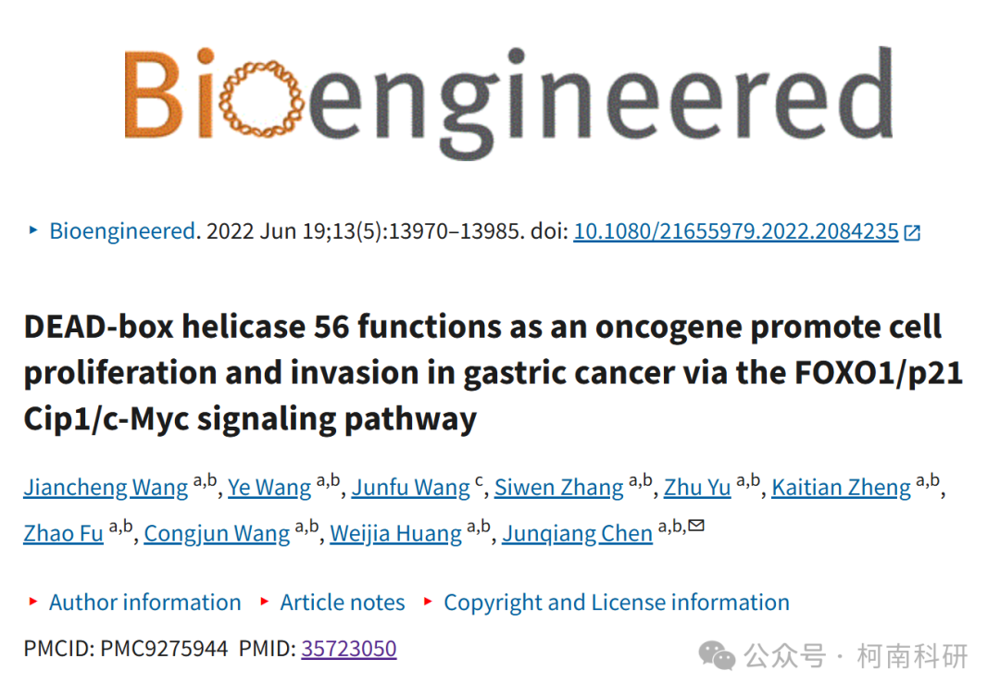 Bioengineered
Bioengineered. 2022 Jun 19;13(5):13970–13985. doi: 10.1080/21655979.2022.2084235
DEAD-box helicase 56 functions as an oncogene promote cell
proliferation and invasion in gastric cancer via the FOXO1/p21
Cip1/c-Myc signaling pathway
Jiancheng Wang a,b, Ye Wang a,b, Junfu Wang c, Siwen Zhang a,b, Zhu Yu a,b, Kaitian Zheng a,b,
Zhao Fu a,b, Congjun Wang a,b, Weijia Huang a,b, Junqiang Chen a,b,✉
Author information Article notes Copyright and License information
PMCID: PMC9275944 PMID: 35723050
公众号 · 柯南科研